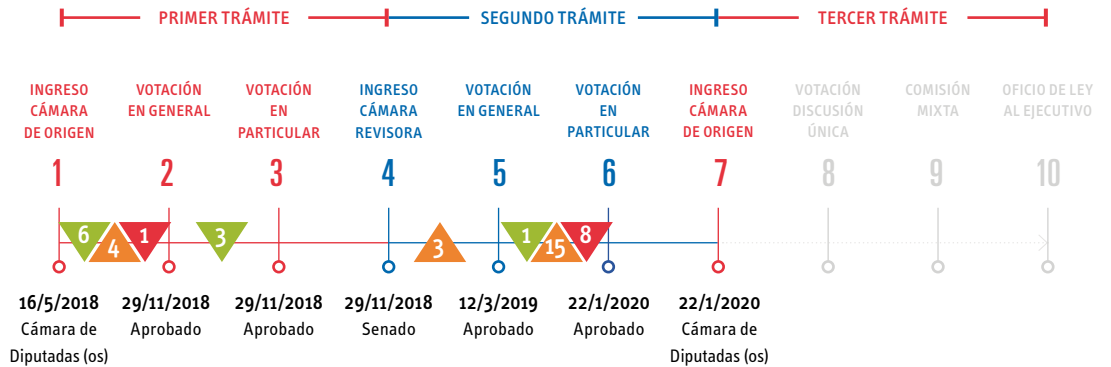 PRIMER TRÁMITE
SEGUNDO TRÁMITE
TERCER TRÁMITE
INGRESO
CÁMARA
DE ORIGEN
VOTACIÓN
EN GENERAL
VOTACIÓN
EN
PARTICULAR
INGRESO
CÁMARA
REVISORA
VOTACIÓN
EN GENERAL
VOTACIÓN
EN
PARTICULAR
INGRESO
CÁMARA
DE ORIGEN
VOTACIÓN
DISCUSIÓN
ÚNICA
COMISIÓN
MIXTA
OFICIO DE LEY
AL EJECUTIVO
1
2
3
4
5
6
7
8
9
10
6
4
1
3
3
1
15
8
16/5/2018
Cámara de
Diputadas (os)
29/11/2018
Aprobado
29/11/2018
Aprobado
29/11/2018
Senado
12/3/2019
Aprobado
22/1/2020
Aprobado
22/1/2020
Cámara de
Diputadas (os)